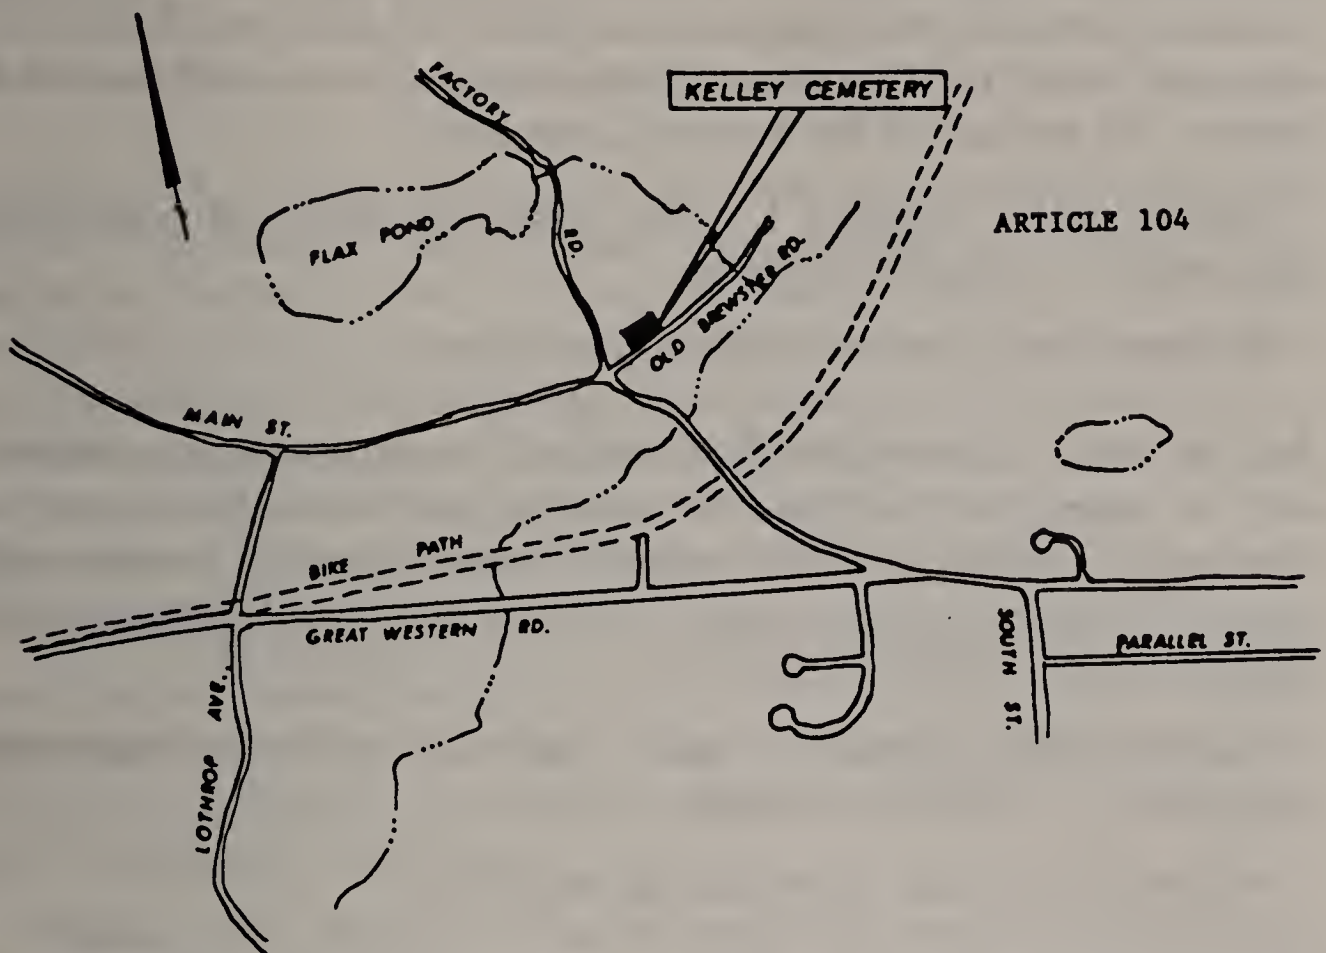 KELLEY CEMETERY
FACTORY RD.
ARTICLE 104
FLAX POND
OLD BREWSTER RD.
MAIN ST.
BIKE PATH
GREAT WESTERN RD.
SOUTH ST.
PARALLEL ST.
LOTHROP AVE.